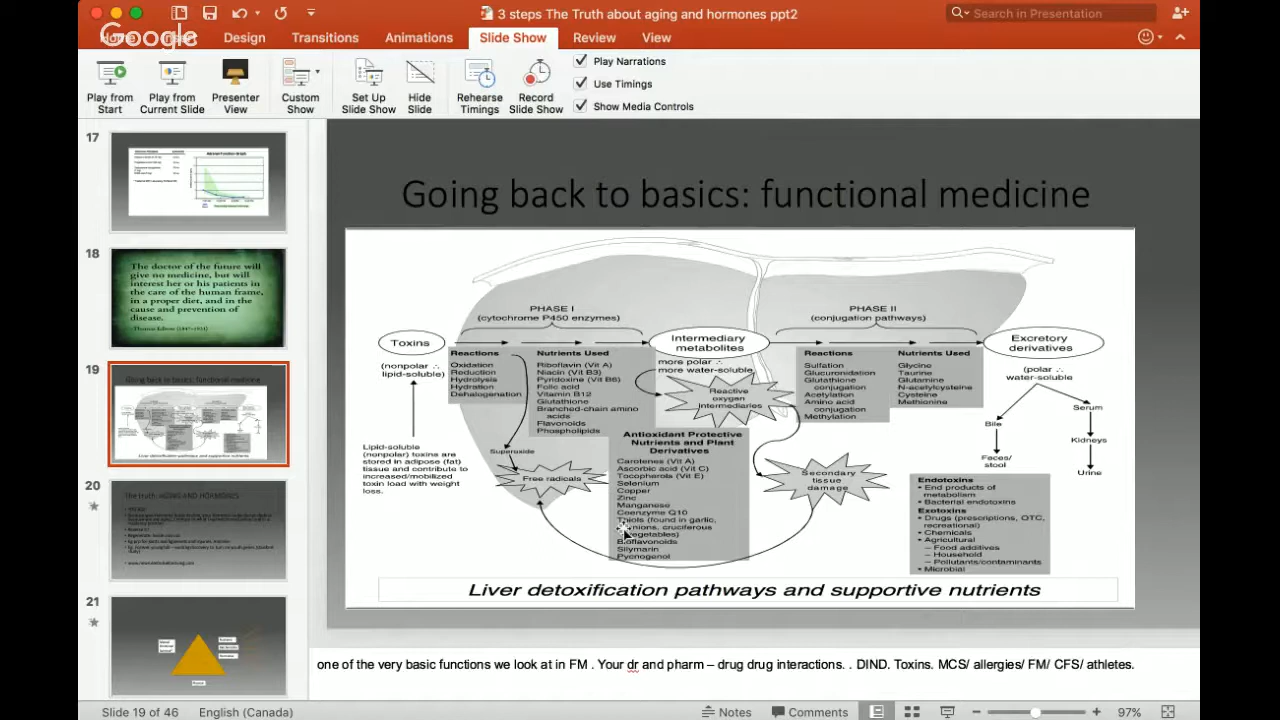 3 steps The Truth about aging and hormones ppt2
Search in Presentation
Google
Home
Insert
Design
Transitions
Animations
Slide Show
Review
View
Play from
Start
Play from
Current Slide
Presenter
View
Custom
Show
Set Up
Slide Show
Hide
Slide
Rehearse
Timings
Record
Slide Show
Play Narrations
Use Timings
Show Media Controls
17
18
The doctor of the future will
give no medicine, but will
interest her or his patients in
the care of the human frame,
in a proper diet, and in the
cause and prevention of
disease.
19
Going back to basics: functional medicine
20
The truth: AGING AND HORMONES
21
Going back to basics: functional medicine
PHASE I
(cytochrome P450 enzymes)
PHASE II
(conjugation pathways)
Toxins
(nonpolar ∴
lipid-soluble)
Reactions
Oxidation
Reduction
Hydrolysis
Hydration
Dehalogenation
Nutrients Used
Riboflavin (Vit A)
Niacin (Vit B3)
Pyridoxine (Vit B6)
Folic acid
Vitamin B12
Glutathione
Branched-chain amino
acids
Flavonoids
Phospholipids
Intermediary
metabolites
more polar ∴
more water-soluble
Reactive
oxygen
intermediaries
Reactions
Sulfation
Glucuronidation
Glutathione
conjugation
Acetylation
Amino acid
conjugation
Methylation
Nutrients Used
Glycine
Taurine
Glutamine
N-acetylcysteine
Cysteine
Methionine
Excretory
derivatives
(polar ∴
water-soluble
Bile
Feces/
stool
Serum
Kidneys
Urine
Lipid-soluble
(nonpolar) toxins are
stored in adipose (fat)
tissue and contribute to
increased/mobilized
toxin load with weight
loss.
Superoxide
Free radicals
Antioxidant Protective
Nutrients and Plant
Derivatives
Carotenes (Vit A)
Ascorbic acid (Vit C)
Tocopherols (Vit E)
Selenium
Copper
Zinc
Manganese
Coenzyme Q10
Thiols (found in garlic,
onions, cruciferous
vegetables)
Bioflavonoids
Silymarin
Pycnogenol
Secondary
tissue
damage
Endotoxins
• End products of
metabolism
• Bacterial endotoxins
Exotoxins
• Drugs (prescriptions, OTC,
recreational)
• Chemicals
• Agricultural
– Food additives
– Household
– Pollutants/contaminants
• Microbial
Liver detoxification pathways and supportive nutrients
one of the very basic functions we look at in FM . Your dr and pharm – drug drug interactions. . DIND. Toxins. MCS/ allergies/ FM/ CFS/ athletes.
Slide 19 of 46
English (Canada)
Notes
Comments
97%